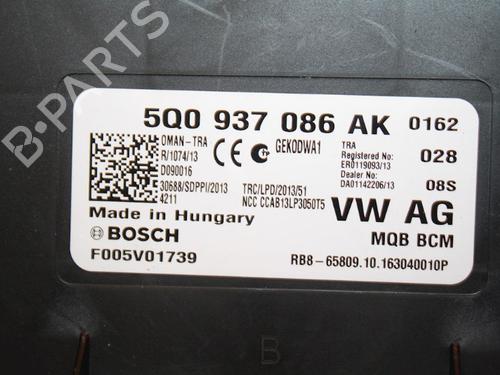 B-PARTS
5Q0 937 086 AK 0162
OMAN-TRA
R/1074/13
D090016
30688/SDPPI/2013
4211
CE
GEKODWA1
TRC/LPD/2013/51
NCC CCAB13LP3050T5
TRA
Registered No:
ER0119093/13
Dealer No:
DA01142206/13
028
08S
Made in Hungary
VW AG
BOSCH
MQB BCM
F005V01739
RB8-65809.10.163040010P
B